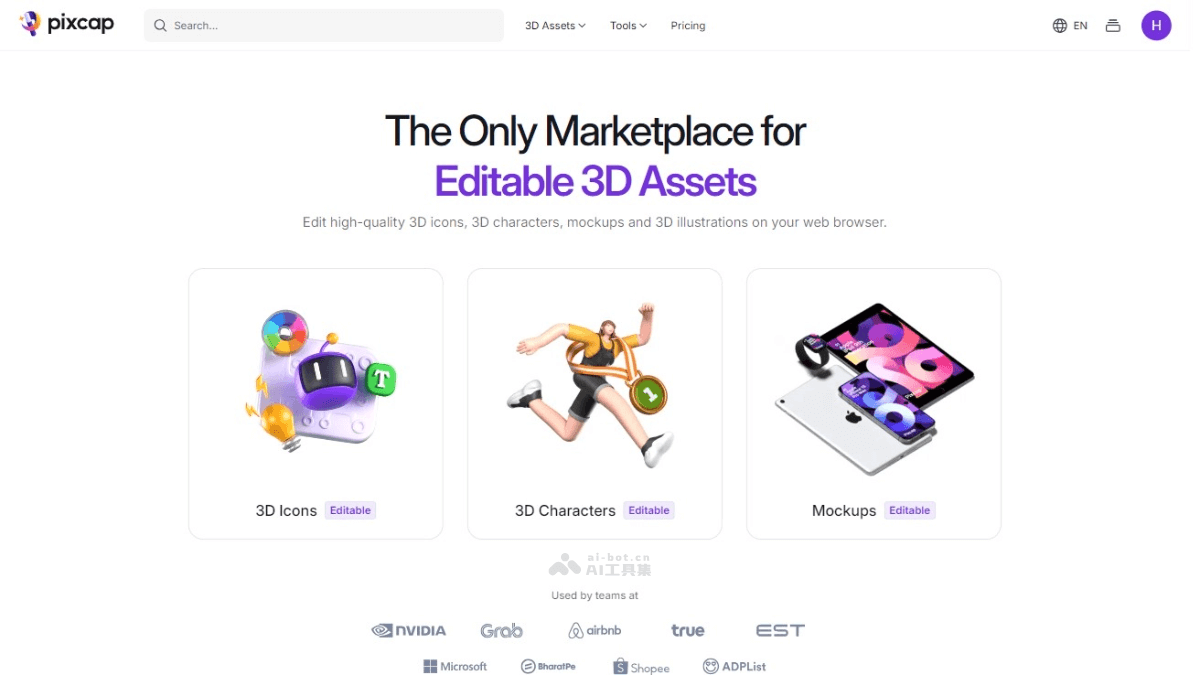 pixcap
Search...
3D Assets
Tools
Pricing
EN
H
The Only Marketplace for
Editable 3D Assets
Edit high-quality 3D icons, 3D characters, mockups and 3D illustrations on your web browser.
T
1
3D Icons Editable
3D Characters Editable
Mockups Editable
ai-bot.cn
AI工具集
Used by teams at
NVIDIA
Grab
airbnb
true
EST
Microsoft
BharatPe
Shopee
ADPList